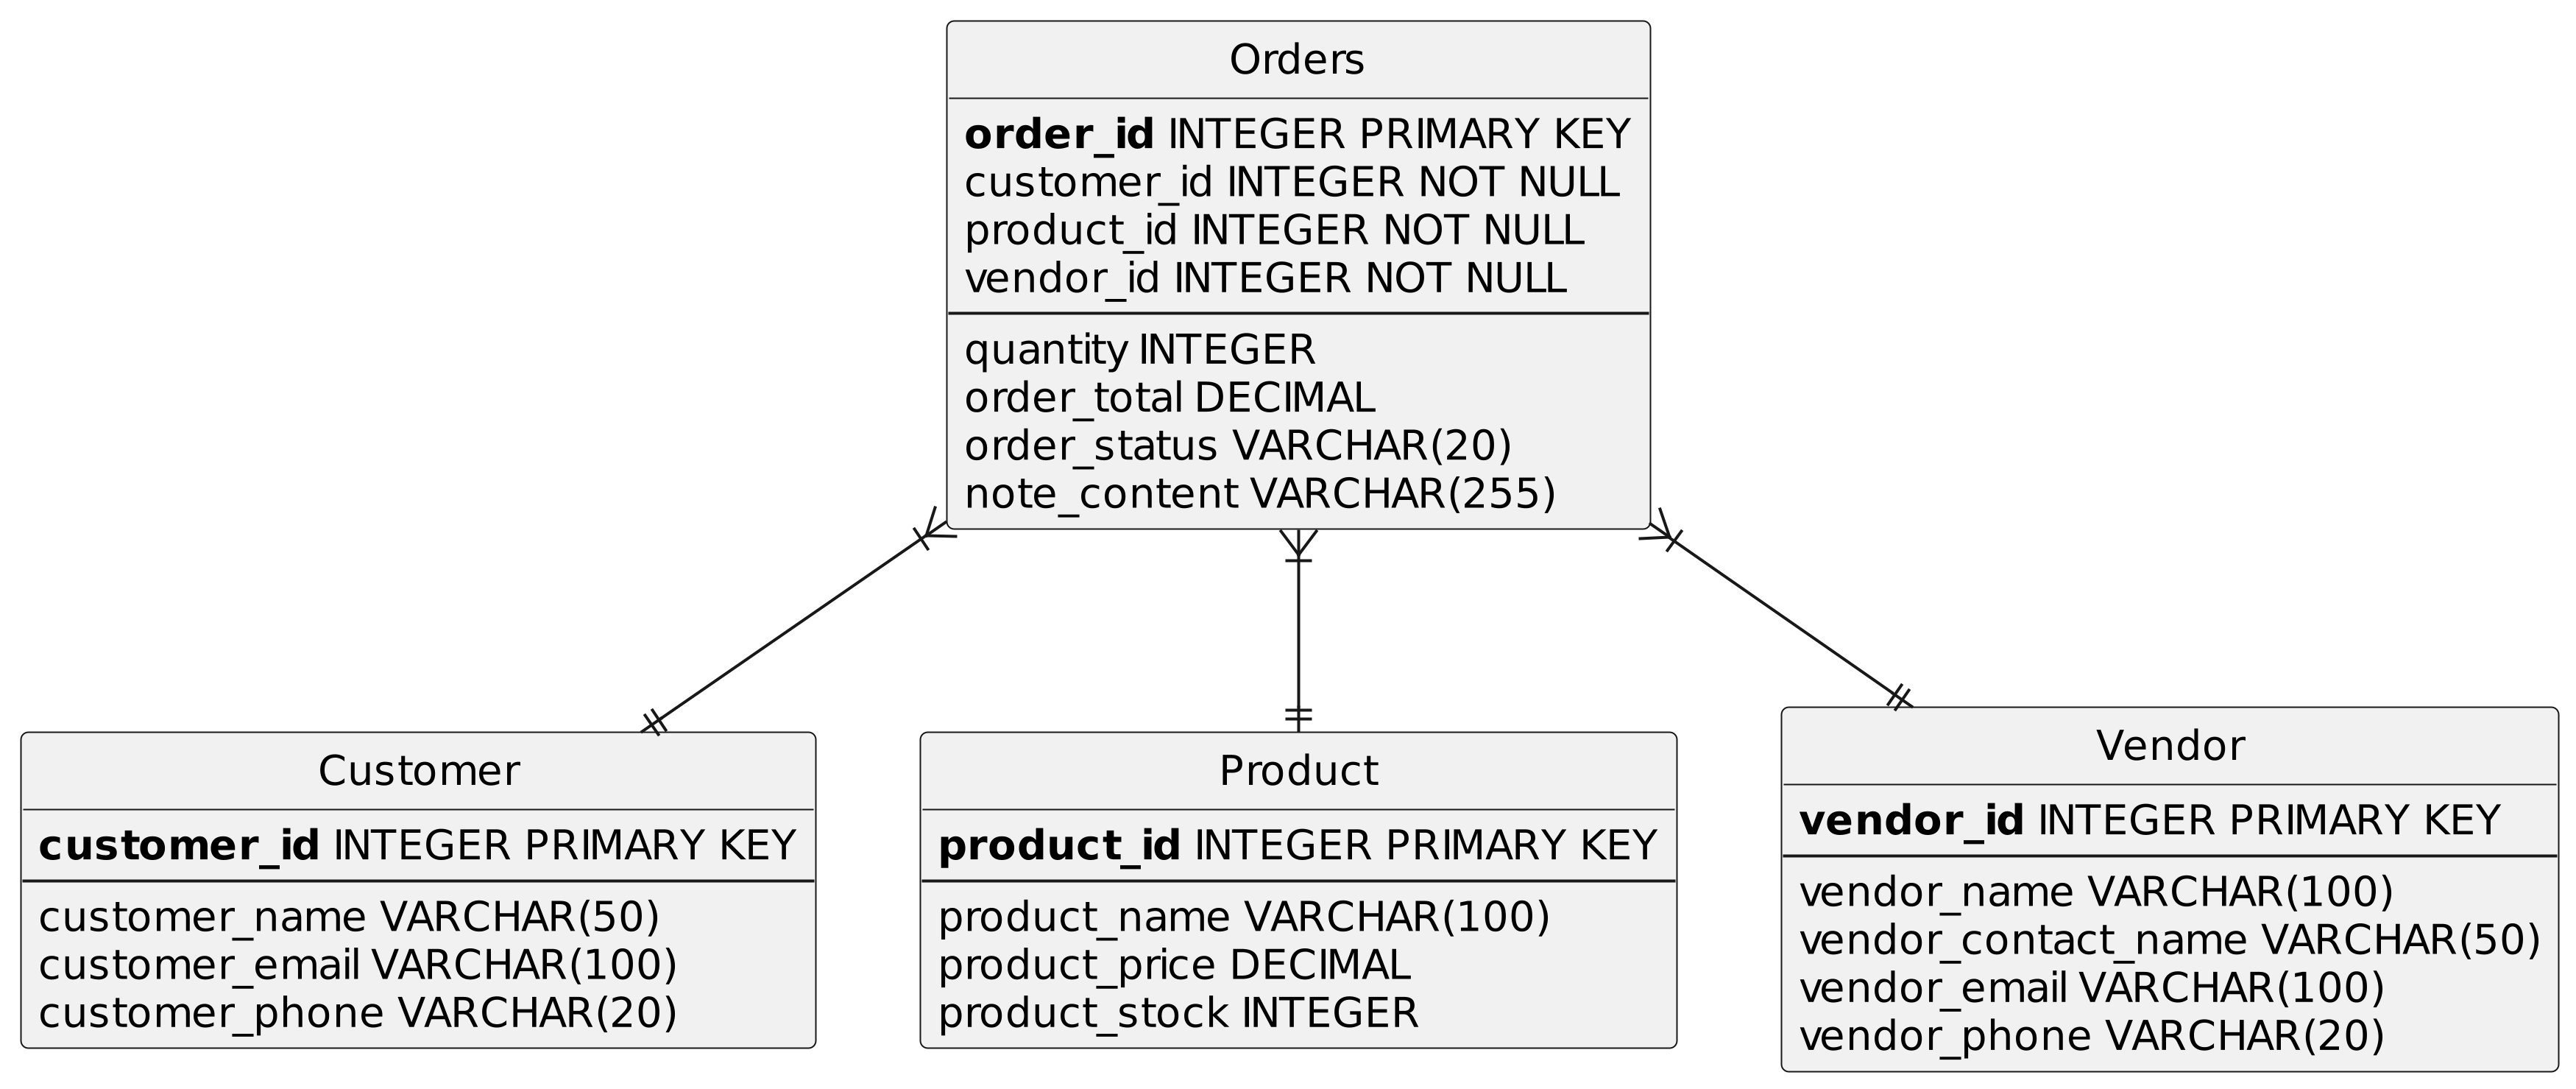 Orders
order_id INTEGER PRIMARY KEY
customer_id INTEGER NOT NULL
product_id INTEGER NOT NULL
vendor_id INTEGER NOT NULL
quantity INTEGER
order_total DECIMAL
order_status VARCHAR(20)
note_content VARCHAR(255)
Customer
customer_id INTEGER PRIMARY KEY
customer_name VARCHAR(50)
customer_email VARCHAR(100)
customer_phone VARCHAR(20)
Product
product_id INTEGER PRIMARY KEY
product_name VARCHAR(100)
product_price DECIMAL
product_stock INTEGER
Vendor
vendor_id INTEGER PRIMARY KEY
vendor_name VARCHAR(100)
vendor_contact_name VARCHAR(50)
vendor_email VARCHAR(100)
vendor_phone VARCHAR(20)